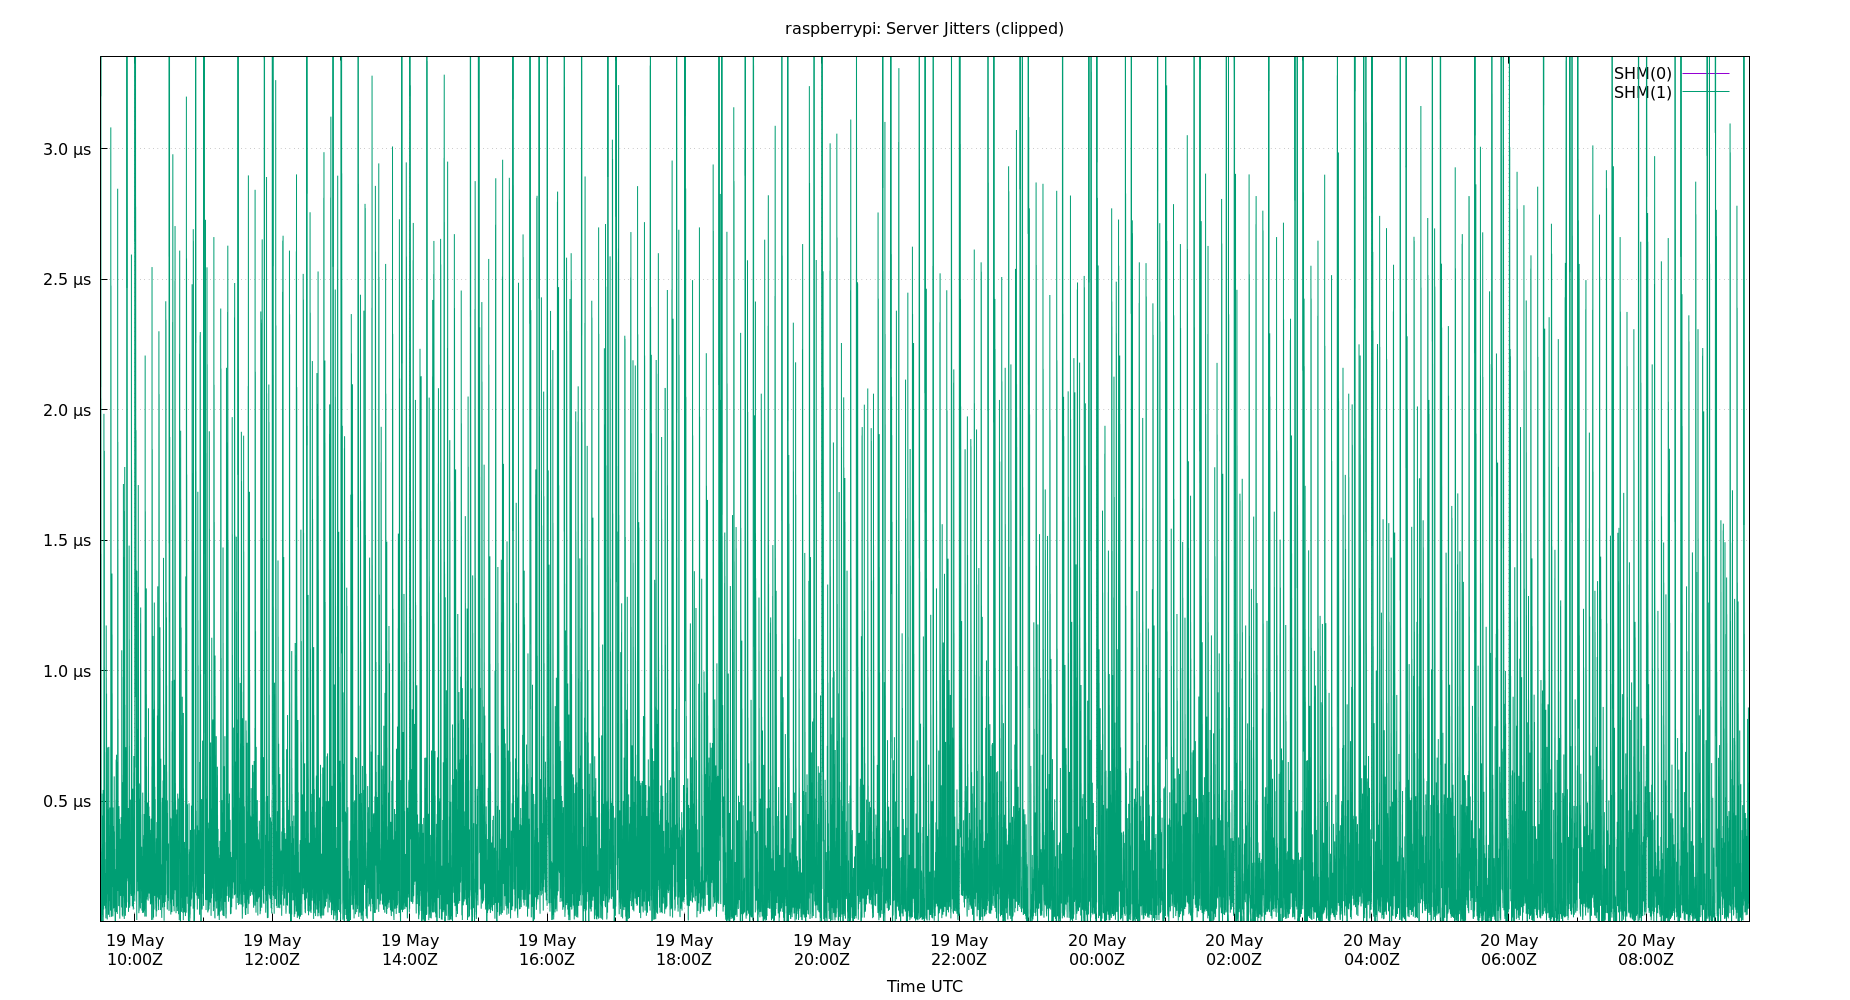 raspberrypi: Server Jitters (clipped)
SHM(0)
SHM(1)
3.0 µs
2.5 µs
2.0 µs
1.5 µs
1.0 µs
0.5 µs
19 May 19 May 19 May 19 May 19 May 19 May 19 May 20 May 20 May 20 May 20 May 20 May
10:00Z 12:00Z 14:00Z 16:00Z 18:00Z 20:00Z 22:00Z 00:00Z 02:00Z 04:00Z 06:00Z 08:00Z
Time UTC